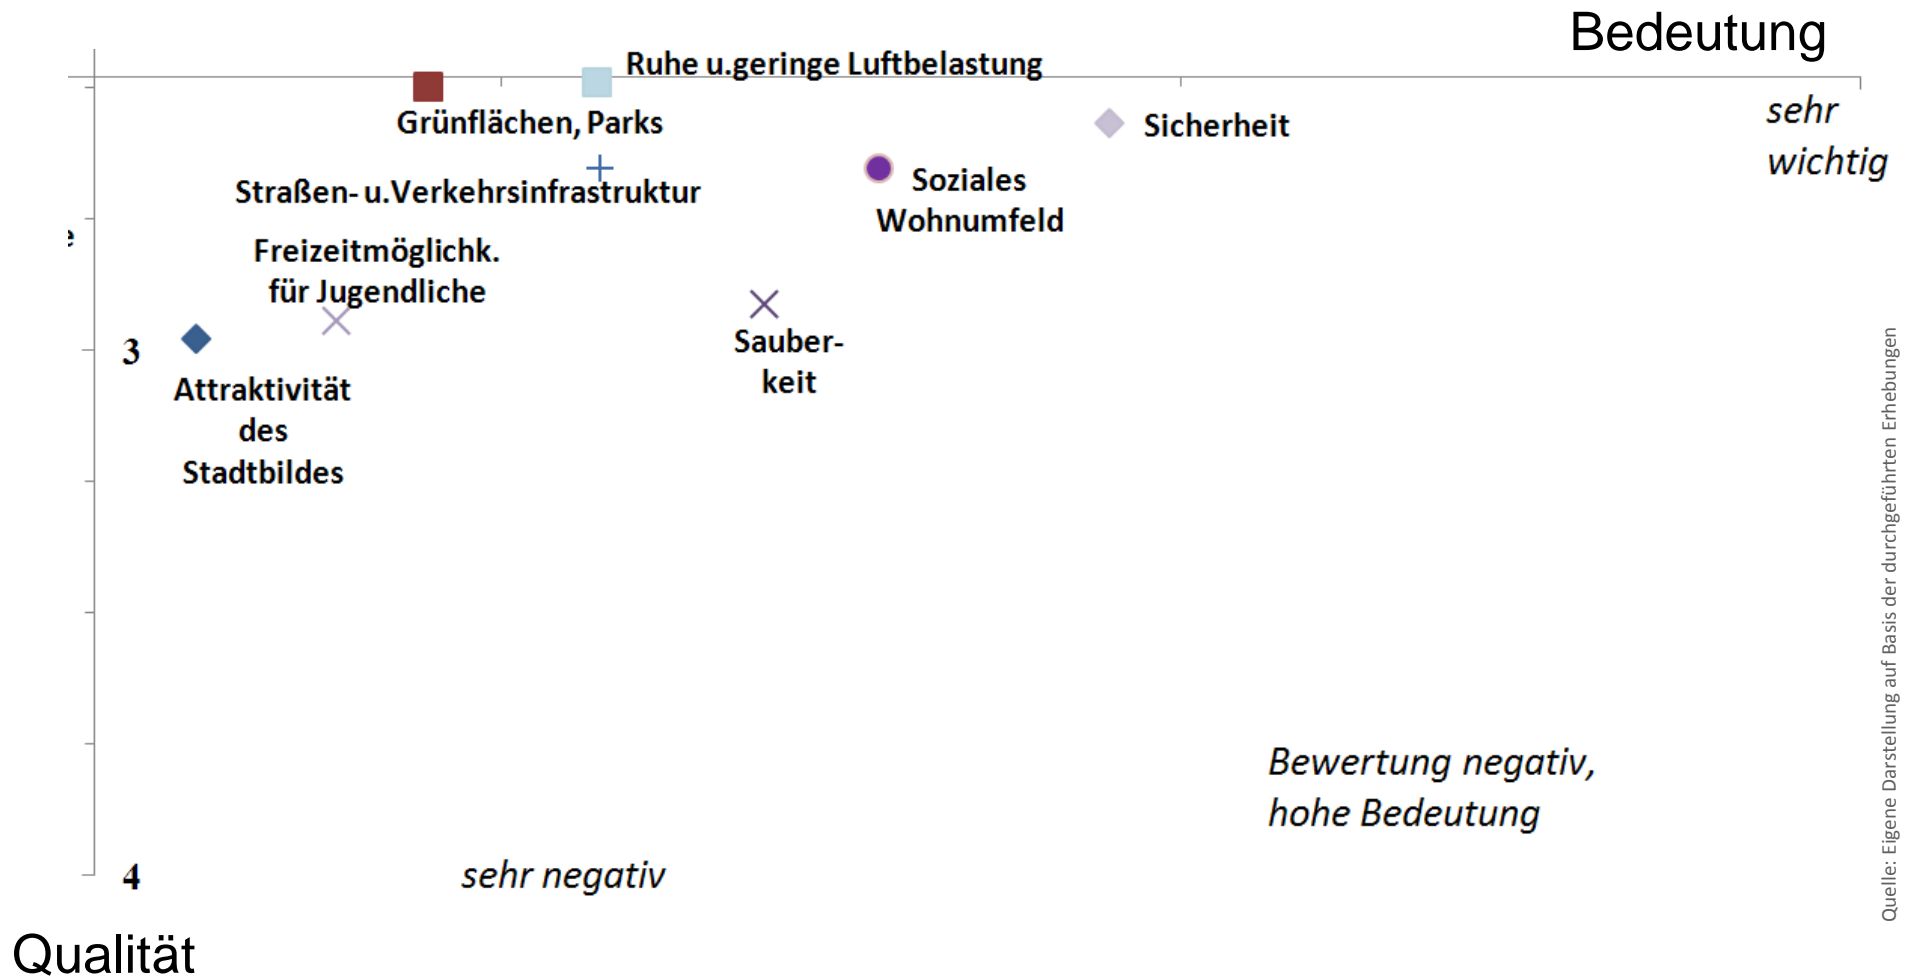 Bedeutung
Ruhe u.geringe Luftbelastung
Grünflächen, Parks
sehr
wichtig
Sicherheit
Straßen- u.Verkehrsinfrastruktur
Soziales
Wohnumfeld
Freizeitmöglichk.
für Jugendliche
Sauber-
keit
3
Attraktivität
des
Stadtbildes
Bewertung negativ,
hohe Bedeutung
4
sehr negativ
Qualität
Quelle: Eigene Darstellung auf Basis der durchgeführten Erhebungen